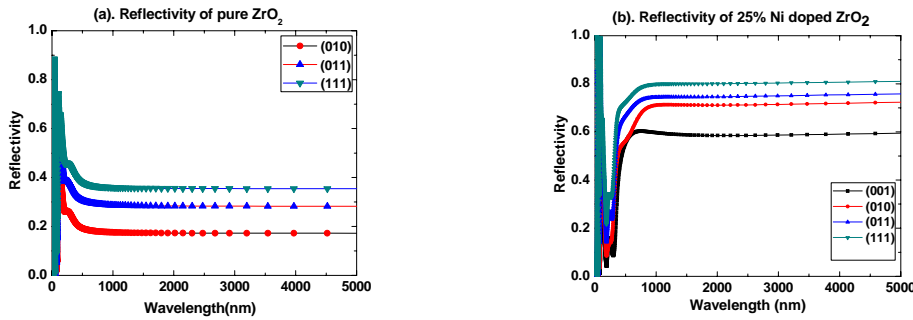 (a). Reflectivity of pure ZrO2
1.0
0.8
0.6
0.4
0.2
0.0
Reflectivity
(010)
(011)
(111)
0 1000 2000 3000 4000 5000
Wavelength(nm)
(b). Reflectivity of 25% Ni doped ZrO2
1.0
0.8
0.6
0.4
0.2
0.0
Reflectivity
(001)
(010)
(011)
(111)
0 1000 2000 3000 4000 5000
Wavelength (nm)